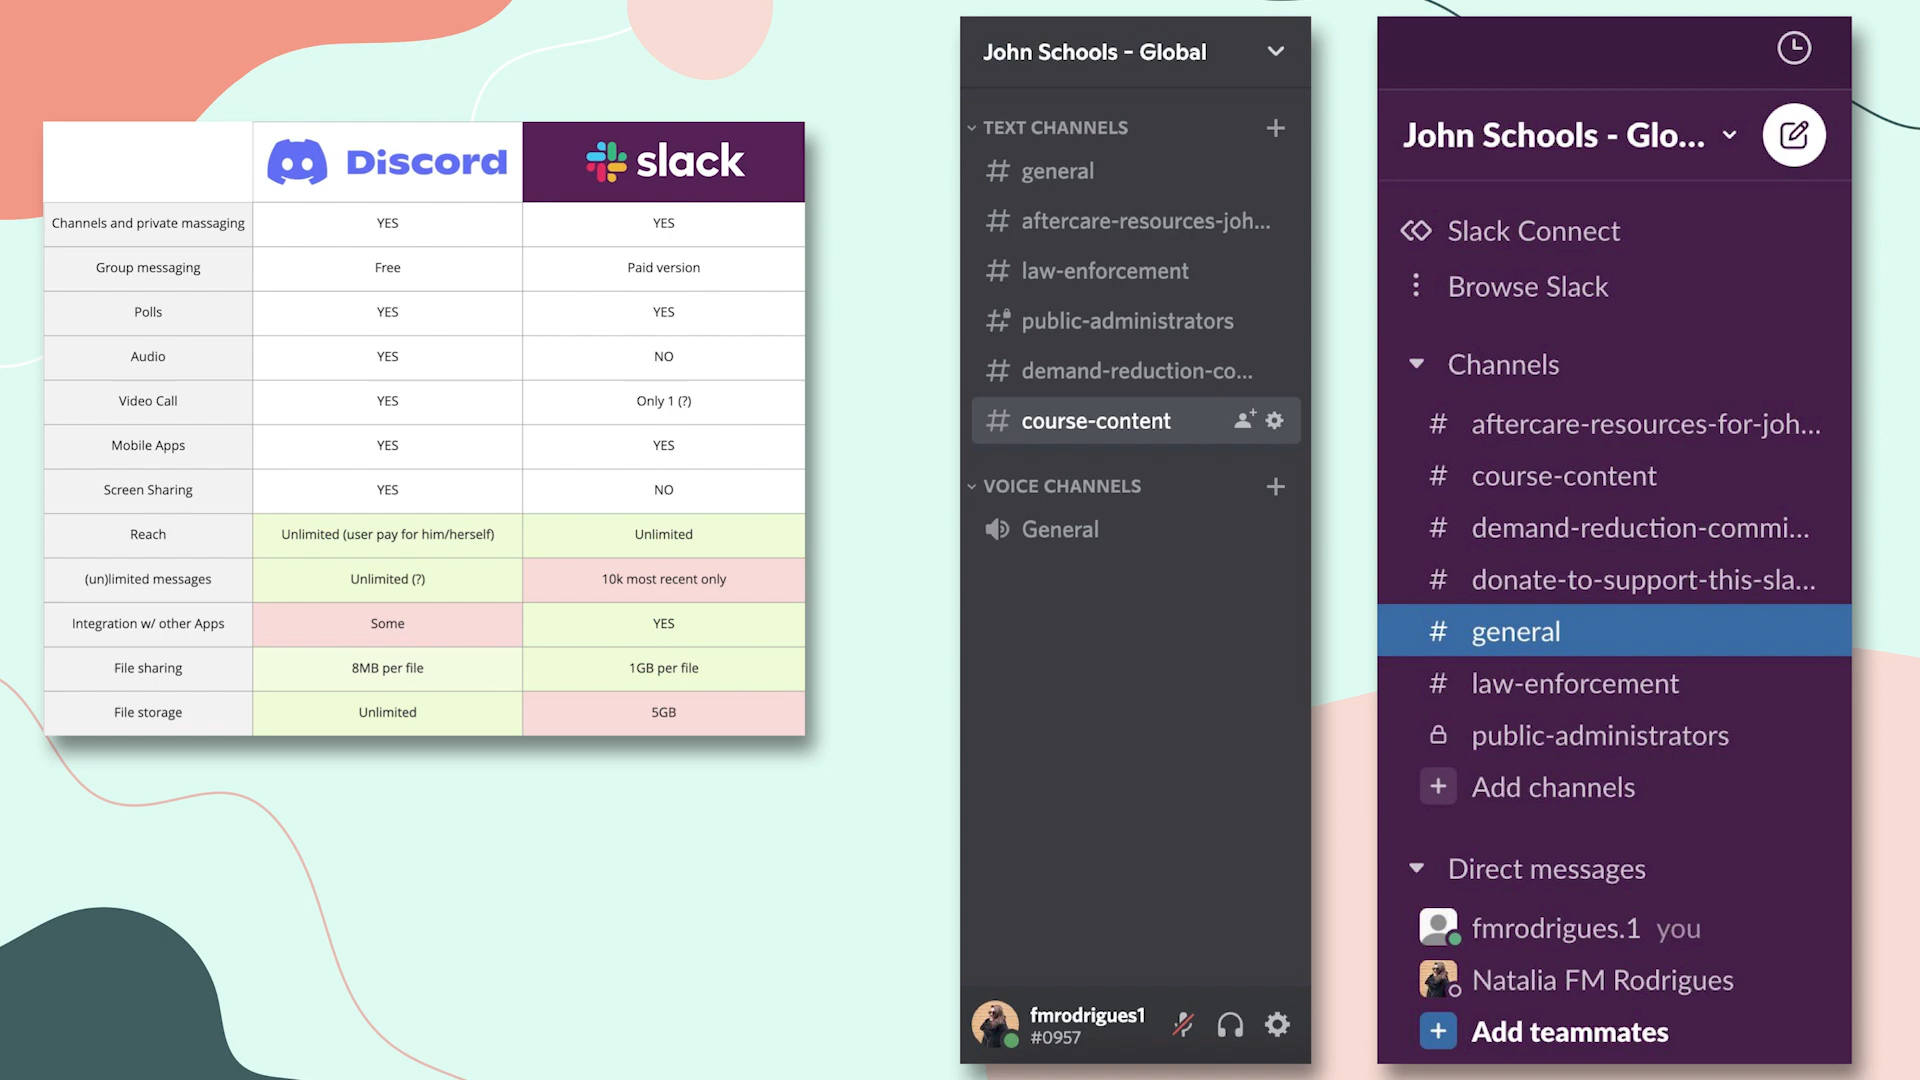 Discord slack
Channels and private massaging YES YES
Group messaging Free Paid version
Polls YES YES
Audio YES NO
Video Call YES Only 1 (?)
Mobile Apps YES YES
Screen Sharing YES NO
Reach Unlimited (user pay for him/herself) Unlimited
(un)limited messages Unlimited (?) 10k most recent only
Integration w/ other Apps Some YES
File sharing 8MB per file 1GB per file
File storage Unlimited 5GB
John Schools - Global
TEXT CHANNELS +
# general
# aftercare-resources-joh...
# law-enforcement
# public-administrators
# demand-reduction-co...
# course-content
VOICE CHANNELS +
General
fmrodrigues1
#0957
John Schools - Glo...
Slack Connect
Browse Slack
Channels
# aftercare-resources-for-joh...
# course-content
# demand-reduction-commi...
# donate-to-support-this-sla...
# general
# law-enforcement
public-administrators
+ Add channels
Direct messages
fmrodrigues.1 you
Natalia FM Rodrigues
+ Add teammates